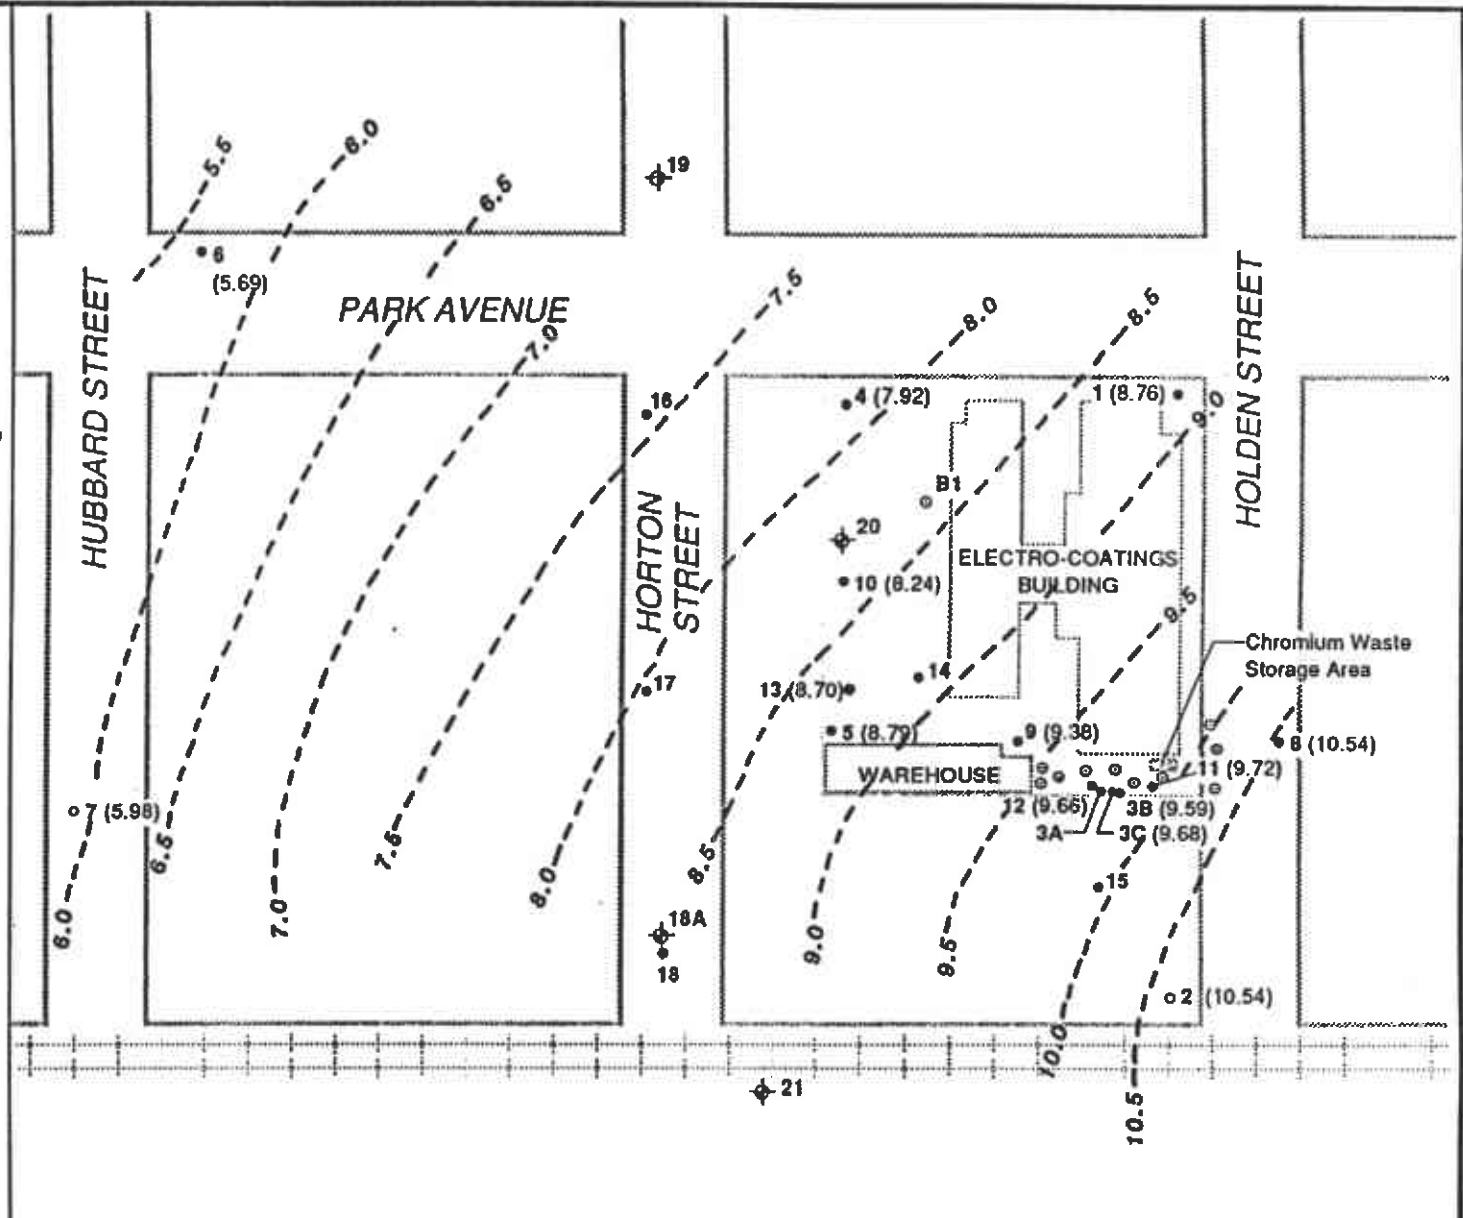 5.5
6.0
6.5
19
6
(5.69)
PARK AVENUE
7.0
7.5
8.0
8.5
HUBBARD STREET
HOLDEN STREET
16
4 (7.92)
1 (8.76)
9.0
B1
HORTON
STREET
20
ELECTRO-COATINGS
BUILDING
10 (8.24)
9.5
Chromium Waste
Storage Area
17
13 (8.70)
14
5 (8.79)
9 (9.38)
8 (10.54)
WAREHOUSE
11 (9.72)
7 (5.98)
12 (9.66)
3B (9.59)
3A
3C (9.68)
6.5
7.5
8.0
8.5
15
6.0
7.0
18A
9.0
9.5
18
2 (10.54)
10.0
21
10.5